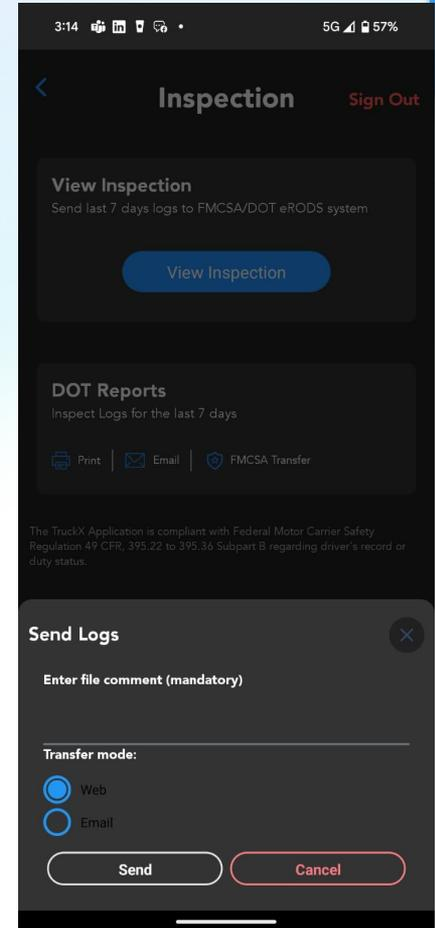 3:14
5G 57%
Inspection
Sign Out
View Inspection
Send last 7 days logs to FMCSA/DOT eRODS system
View Inspection
DOT Reports
Inspect Logs for the last 7 days
Print | Email | FMCSA Transfer
The TruckX Application is compliant with Federal Motor Carrier Safety
Regulation 49 CFR, 395.22 to 395.36 Subpart B regarding driver's record or
duty status.
Send Logs
Enter file comment (mandatory)
Transfer mode:
Web
Email
Send
Cancel